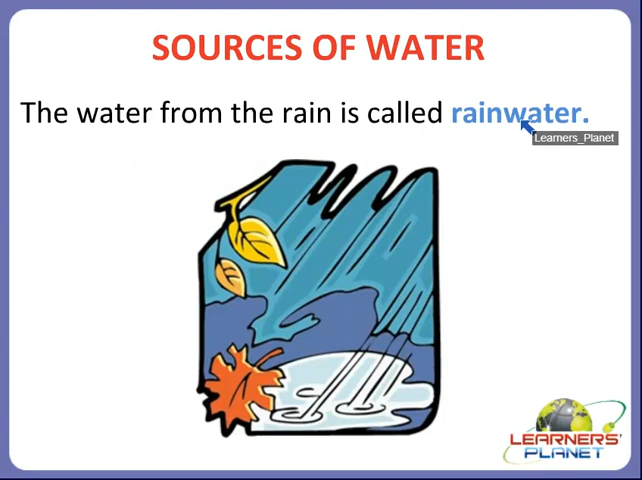 SOURCES OF WATER
The water from the rain is called rainwater.
Learners_Planet
LEARNERS'
PLANET